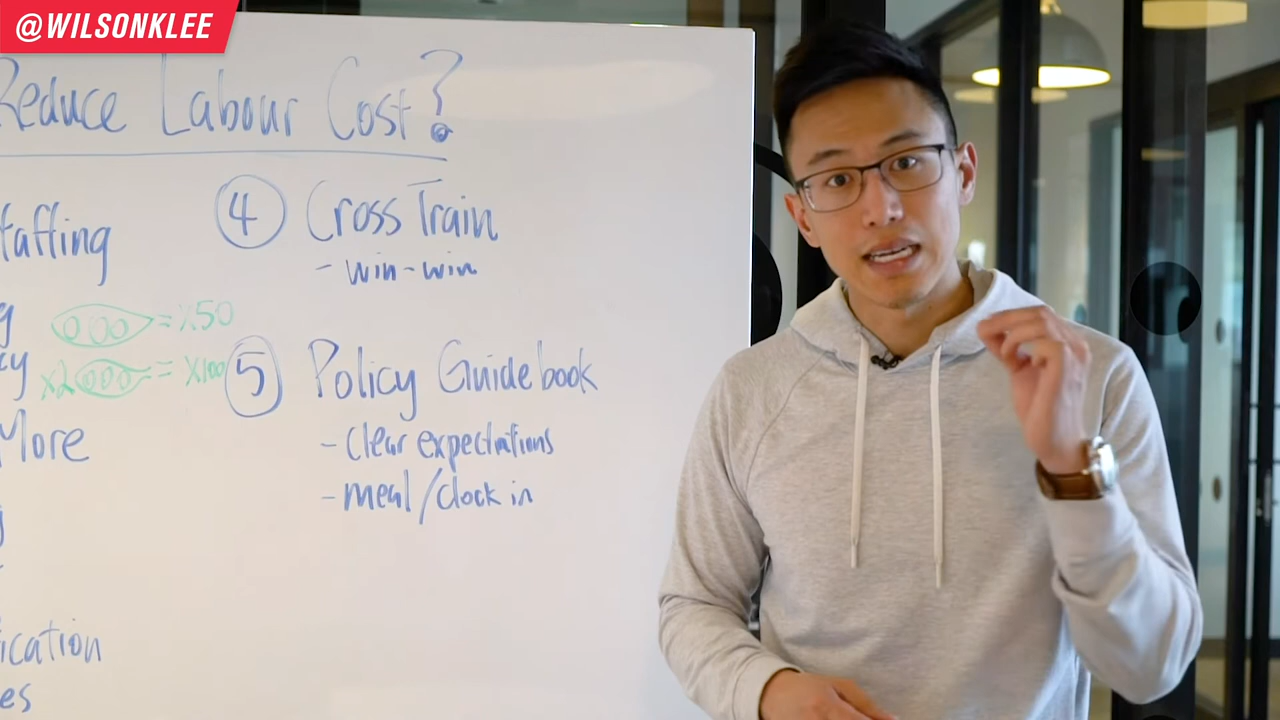 @WILSONKLEE
Reduce Labour Cost?
taffing
g
cy
More
ication
es
= X50
X2 = X100
4 Cross Train
- win-win
5 Policy Guidebook
- clear expectations
- meal/clock in